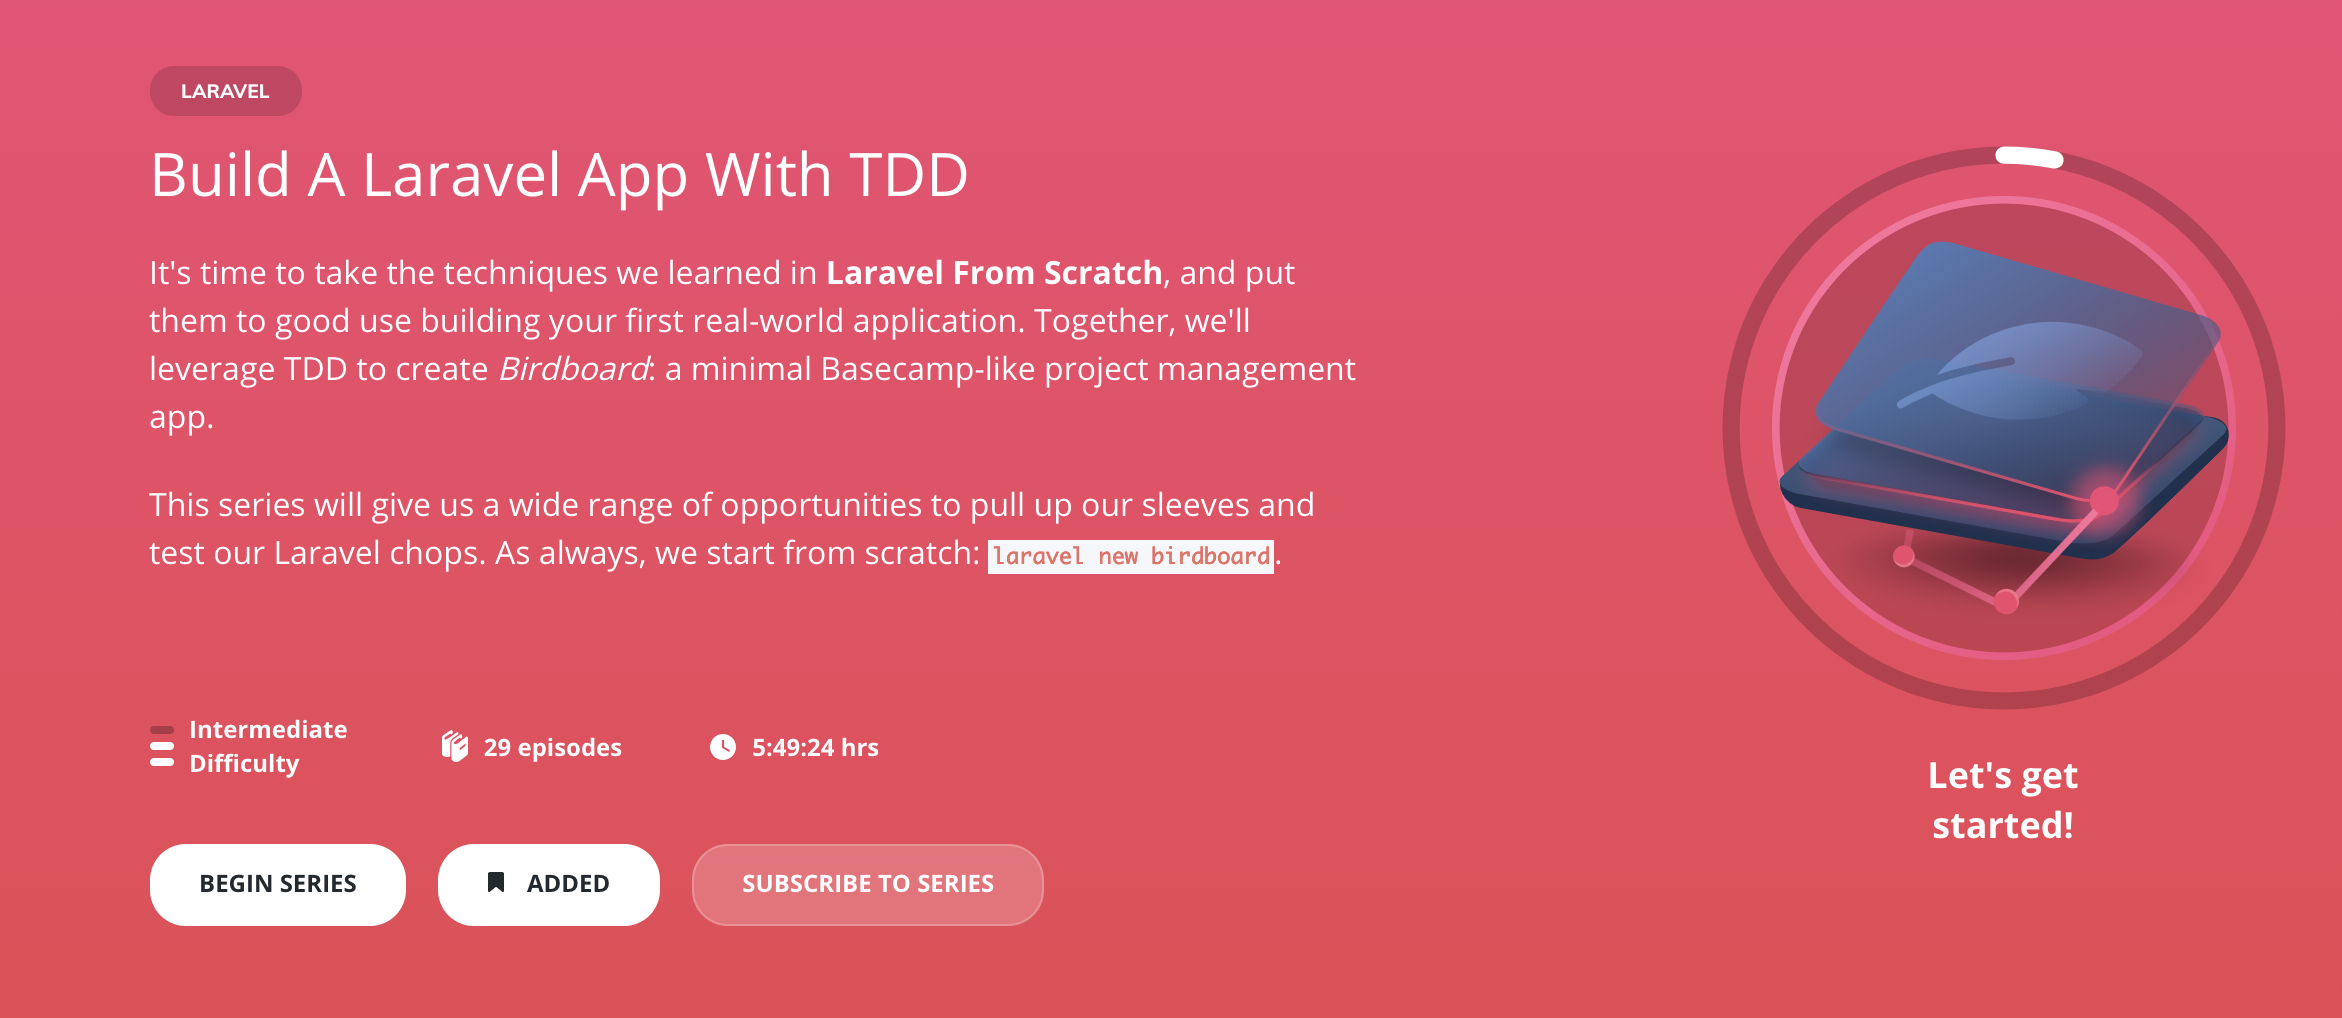 LARAVEL
Build A Laravel App With TDD
It's time to take the techniques we learned in Laravel From Scratch, and put
them to good use building your first real-world application. Together, we'll
leverage TDD to create Birdboard: a minimal Basecamp-like project management
app.
This series will give us a wide range of opportunities to pull up our sleeves and
test our Laravel chops. As always, we start from scratch: laravel new birdboard.
Intermediate
Difficulty
29 episodes
5:49:24 hrs
BEGIN SERIES
ADDED
SUBSCRIBE TO SERIES
Let's get
started!